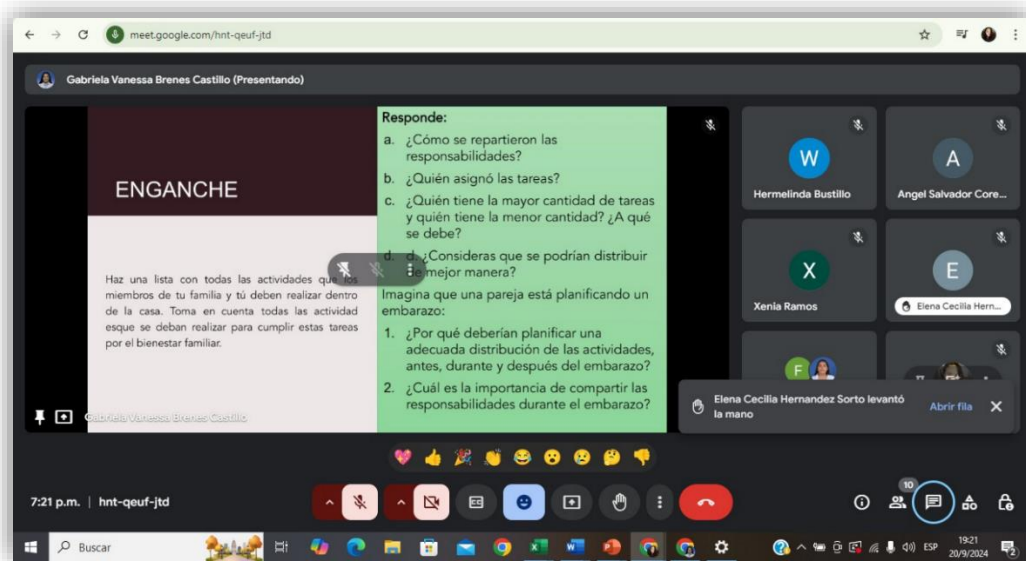 meet.google.com/hnt-qeuf-jtd
Gabriela Vanessa Brenes Castillo (Presentando)
ENGANCHE
Haz una lista con todas las actividades que los
miembros de tu familia y tú deben realizar dentro
de la casa. Toma en cuenta todas las actividad
esque se deban realizar para cumplir estas tareas
por el bienestar familiar.
Gabriela Vanessa Brenes Castillo
Responde:
a. ¿Cómo se repartieron las
responsabilidades?
b. ¿Quién asignó las tareas?
c. ¿Quién tiene la mayor cantidad de tareas
y quién tiene la menor cantidad? ¿A qué
se debe?
d. d. ¿Consideras que se podrían distribuir
de mejor manera?
Imagina que una pareja está planificando un
embarazo:
1. ¿Por qué deberían planificar una
adecuada distribución de las actividades,
antes, durante y después del embarazo?
2. ¿Cuál es la importancia de compartir las
responsabilidades durante el embarazo?
W
Hermelinda Bustillo
A
Angel Salvador Core...
X
Xenia Ramos
E
Elena Cecilia Hern...
F
Elena Cecilia Hernandez Sorto levantó
la mano
Abrir fila
7:21 p.m. | hnt-qeuf-jtd
10
Buscar
ESP
19:21
20/9/2024
2